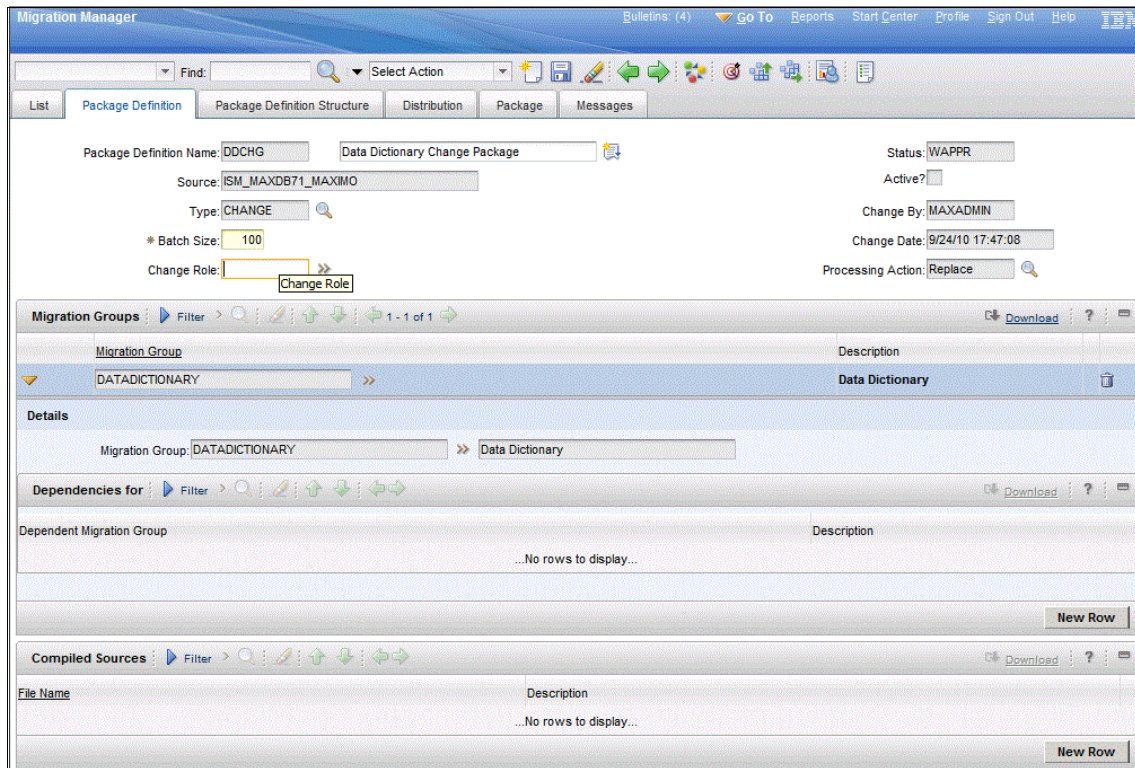 Migration Manager Bulletins: (4) Go To Reports Start Center Profile Sign Out Help IBM
Find: Select Action
List Package Definition Package Definition Structure Distribution Package Messages
Package Definition Name: DDCHG Data Dictionary Change Package Status: WAPPR
Source: ISM_MAXDB71_MAXIMO Active?
Type: CHANGE Change By: MAXADMIN
* Batch Size: 100 Change Date: 9/24/10 17:47:08
Change Role: Processing Action: Replace
Change Role
Migration Groups Filter 1 - 1 of 1 Download ?
Migration Group Description
DATADICTIONARY Data Dictionary
Details
Migration Group: DATADICTIONARY Data Dictionary
Dependencies for Filter Download ?
Dependent Migration Group Description
...No rows to display...
New Row
Compiled Sources Filter Download ?
File Name Description
...No rows to display...
New Row